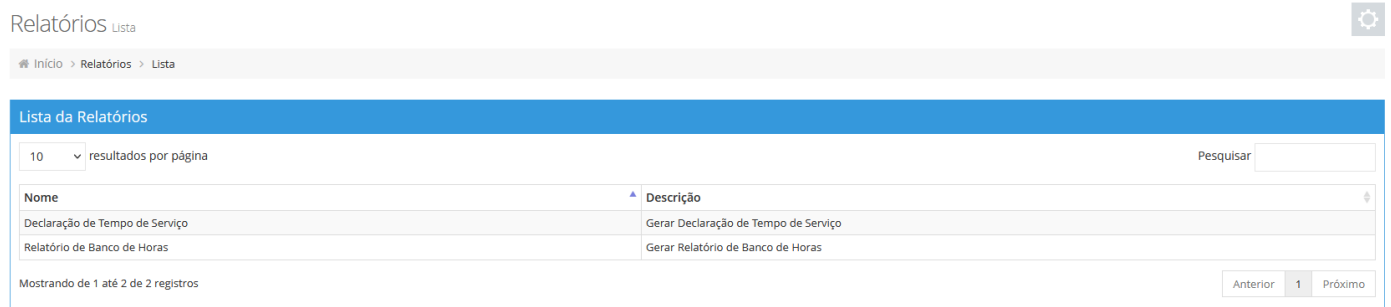 Relatórios Lista
Início > Relatórios > Lista
Lista da Relatórios
10 resultados por página Pesquisar
Nome Descrição
Declaração de Tempo de Serviço Gerar Declaração de Tempo de Serviço
Relatório de Banco de Horas Gerar Relatório de Banco de Horas
Mostrando de 1 até 2 de 2 registros Anterior 1 Próximo